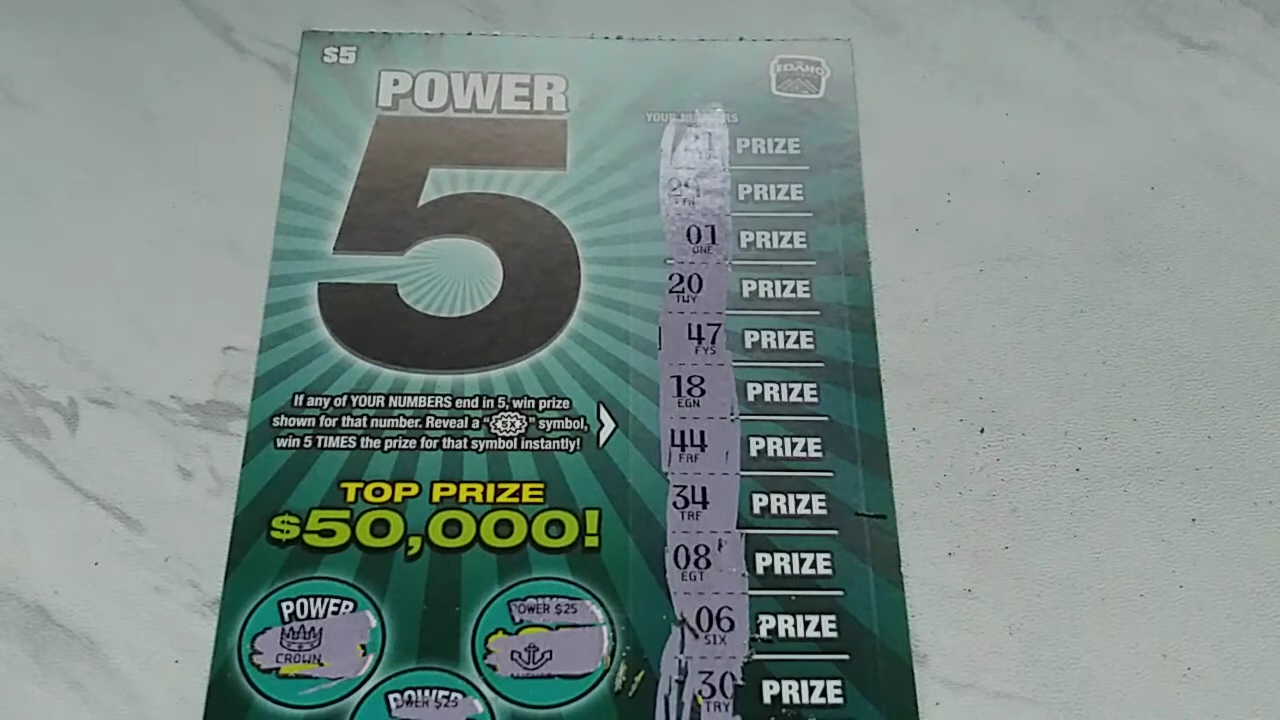 $5
IDAHO
POWER
5
YOUR NUMBERS
21 PRIZE
PRIZE
01 PRIZE
ONE
20 PRIZE
TWY
47 PRIZE
FYS
18 PRIZE
EGN
44 PRIZE
FRF
34 PRIZE
TRF
08 PRIZE
EGT
06 PRIZE
SIX
30 PRIZE
TRY
If any of YOUR NUMBERS end in 5, win prize
shown for that number. Reveal a "5X" symbol,
win 5 TIMES the prize for that symbol instantly!
TOP PRIZE
$50,000!
POWER
CROWN
POWER $25
POWER $25